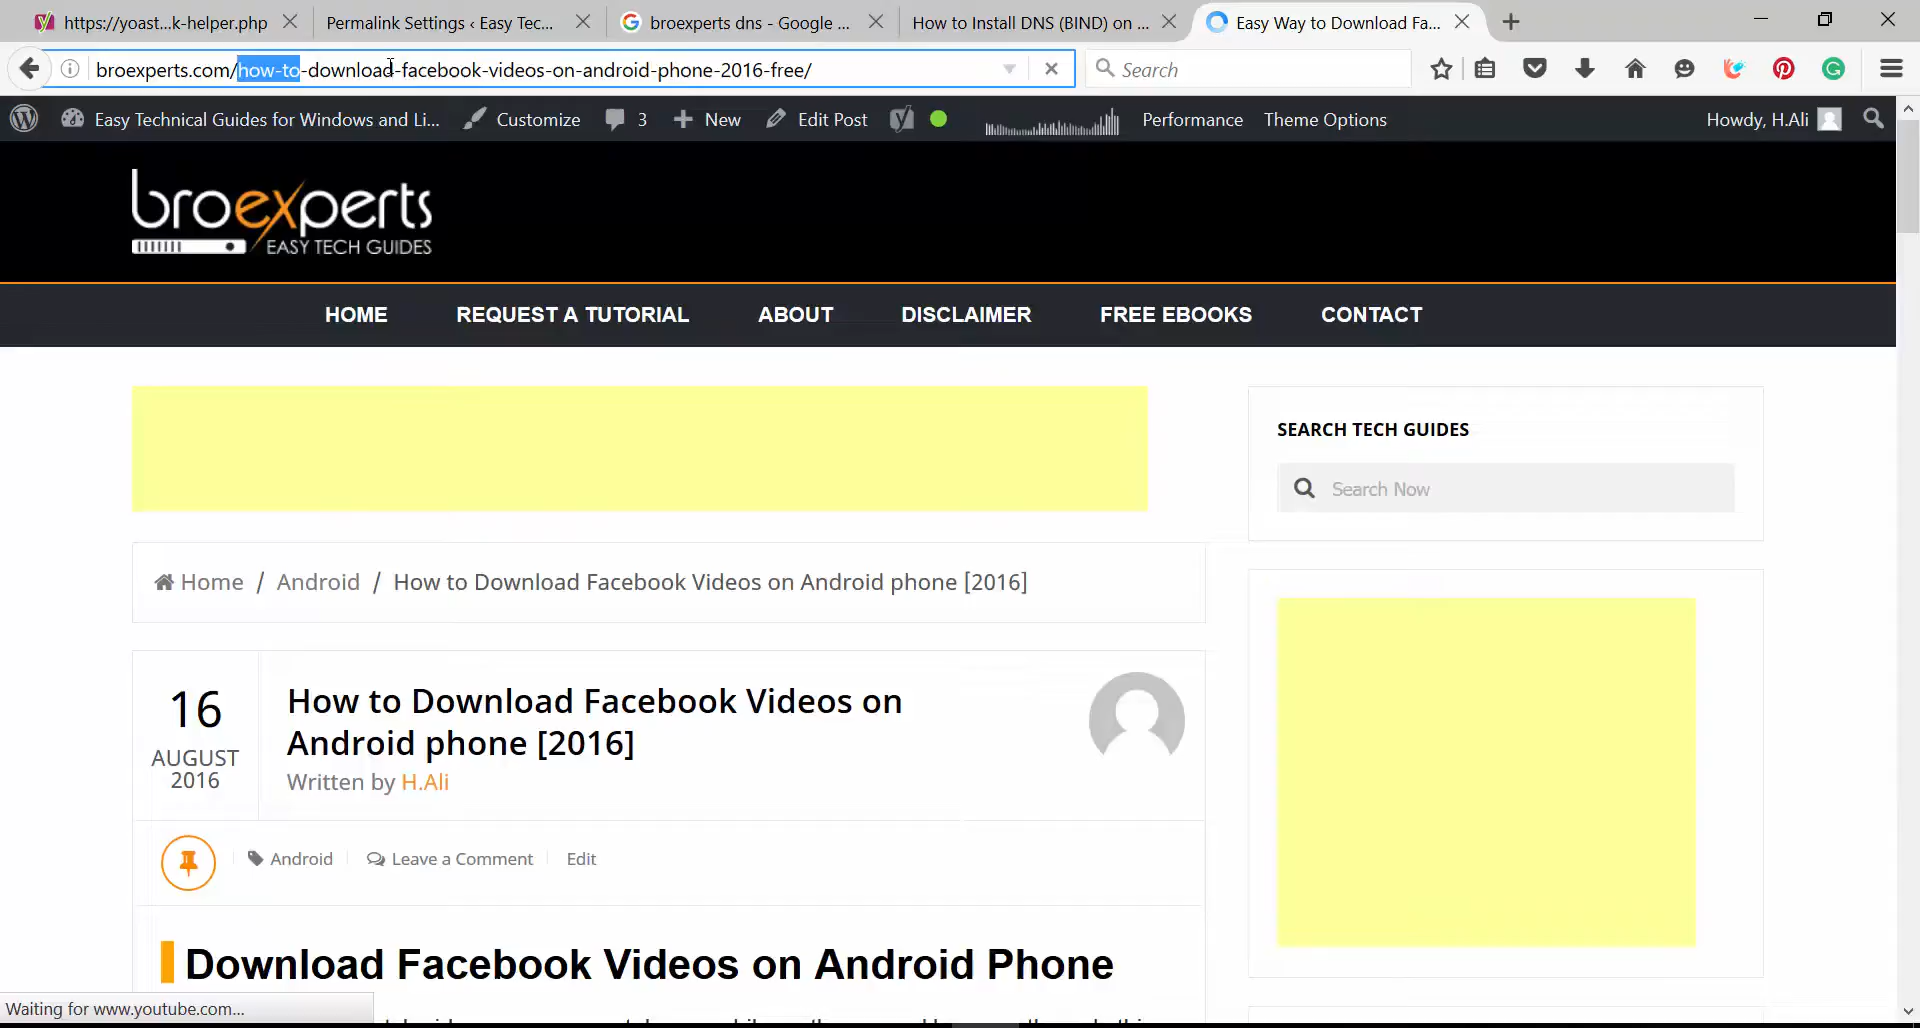 https://yoast...k-helper.php
Permalink Settings ‹ Easy Tec...
broexperts dns - Google ...
How to Install DNS (BIND) on ...
Easy Way to Download Fa...
broexperts.com/how-to-download-facebook-videos-on-android-phone-2016-free/
Search
Easy Technical Guides for Windows and Li...
Customize
3
New
Edit Post
Performance
Theme Options
Howdy, H.Ali
broexperts
EASY TECH GUIDES
HOME
REQUEST A TUTORIAL
ABOUT
DISCLAIMER
FREE EBOOKS
CONTACT
SEARCH TECH GUIDES
Search Now
Home / Android / How to Download Facebook Videos on Android phone [2016]
16
AUGUST
2016
How to Download Facebook Videos on
Android phone [2016]
Written by H.Ali
Android
Leave a Comment
Edit
Download Facebook Videos on Android Phone
Waiting for www.youtube.com...